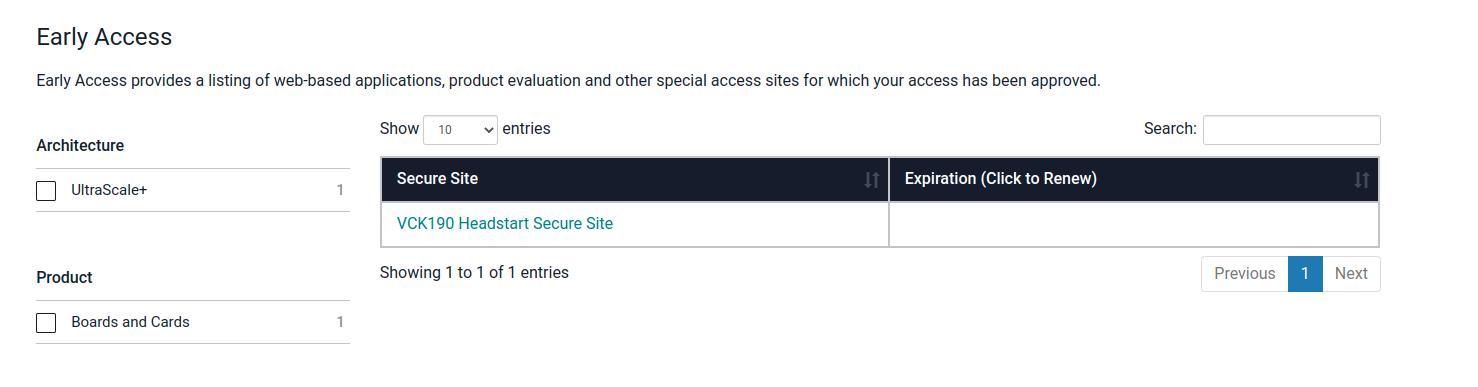 Early Access
Early Access provides a listing of web-based applications, product evaluation and other special access sites for which your access has been approved.
Architecture
UltraScale+ 1
Product
Boards and Cards 1
Show 10 entries
Search:
Secure Site Expiration (Click to Renew)
VCK190 Headstart Secure Site
Showing 1 to 1 of 1 entries
Previous 1 Next